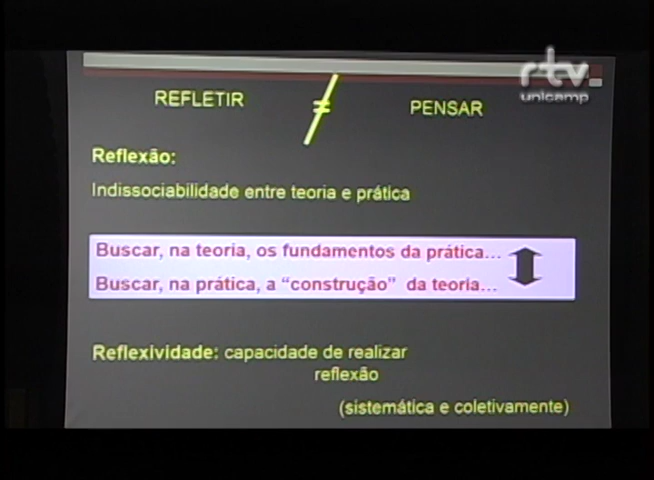 rtv
unicamp
REFLETIR ≠ PENSAR
Reflexão:
Indissociabilidade entre teoria e prática
Buscar, na teoria, os fundamentos da prática...
Buscar, na prática, a “construção” da teoria...
Reflexividade: capacidade de realizar
reflexão
(sistemática e coletivamente)